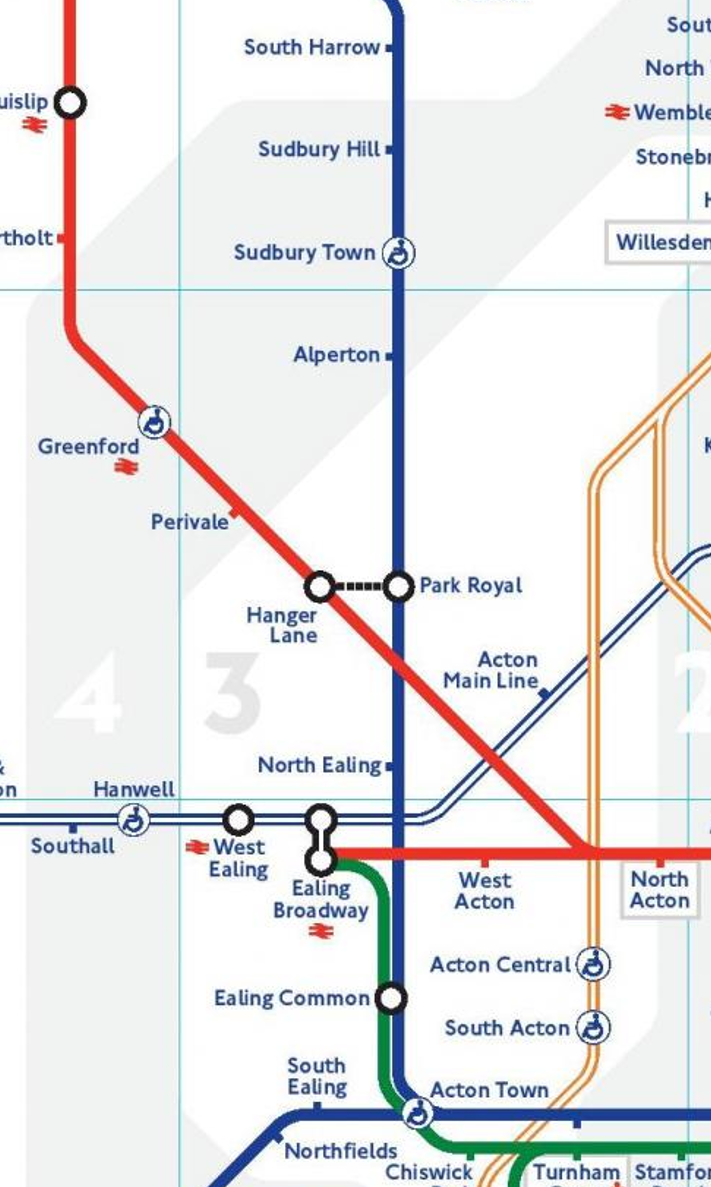 South Harrow
Sout
North
uislip
Wemble
Sudbury Hill
Stonebr
H
rtholt
Willesden
Sudbury Town
Alperton
Greenford
K
Perivale
Park Royal
Hanger
Lane
Acton
Main Line
4
3
2
North Ealing
&
on
Hanwell
Southall
West
Ealing
Ealing
Broadway
West
Acton
North
Acton
Acton Central
Ealing Common
South Acton
South
Ealing
Acton Town
Northfields
Chiswick
Turnham
Stamfor